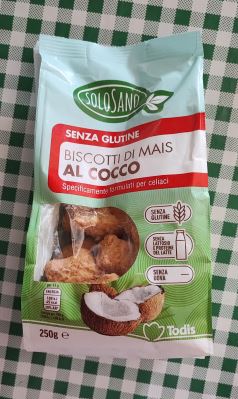 SOLOSANO
SENZA GLUTINE
BISCOTTI DI MAIS
AL COCCO
Specificamente formulati per celiaci
SENZA
GLUTINE
SENZA
LATTOSIO
E PROTEINE
DEL LATTE
SENZA
UOVA
250g e
Todis